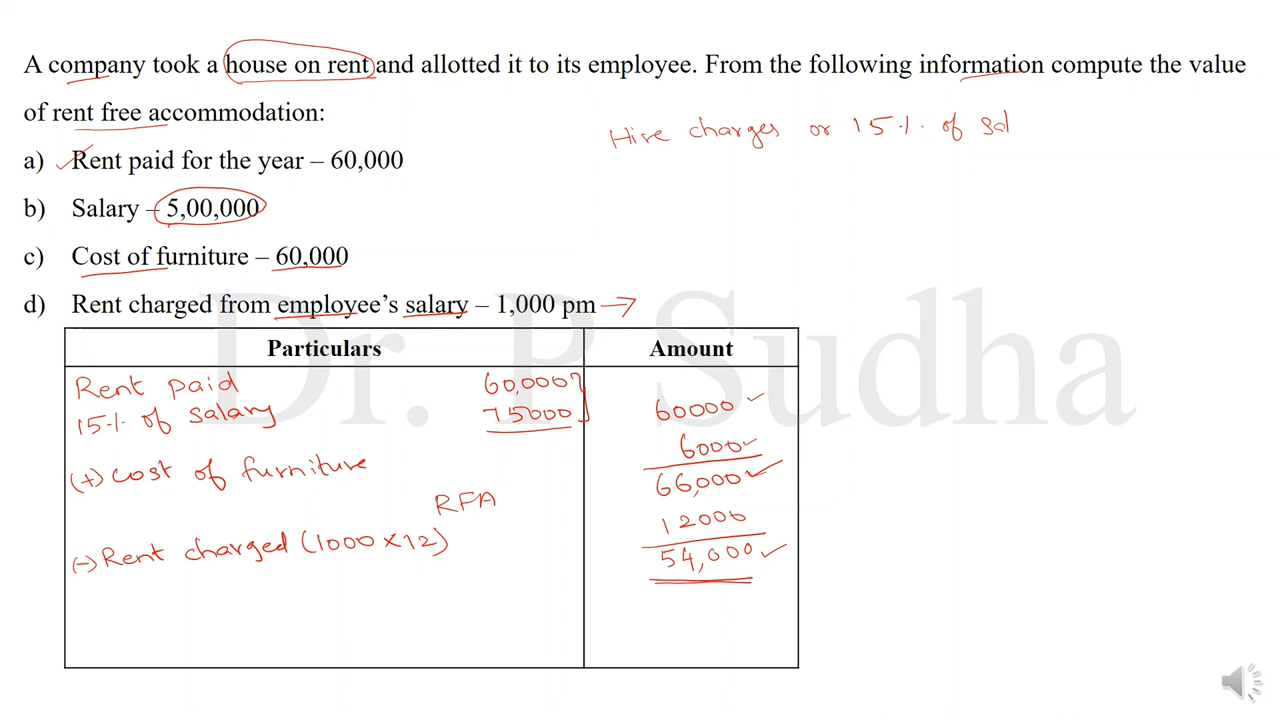 A company took a house on rent and allotted it to its employee. From the following information compute the value
of rent free accommodation:
Hire charges or 15% of sal
a) Rent paid for the year – 60,000
b) Salary – 5,00,000
c) Cost of furniture – 60,000
d) Rent charged from employee's salary – 1,000 pm →
Dr. P Sudha
Particulars Amount
Rent paid 60,000
15% of salary 75000 60000
6000
(+) cost of furniture 66,000
RFA
12000
(-) Rent charged (1000 × 12) 54,000